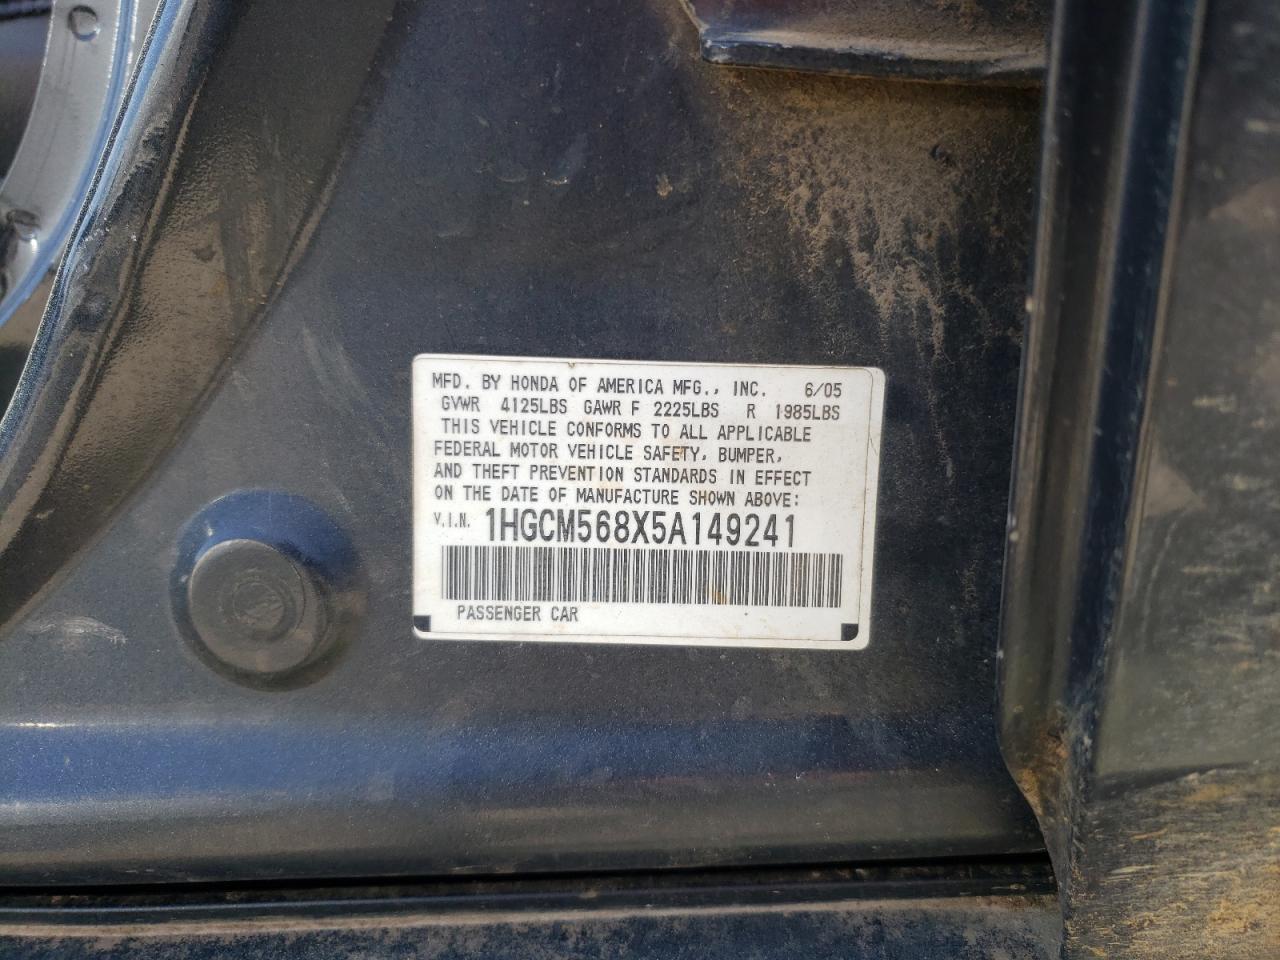 MFD. BY HONDA OF AMERICA MFG., INC. 6/05
GVWR 4125LBS GAWR F 2225LBS R 1985LBS
THIS VEHICLE CONFORMS TO ALL APPLICABLE
FEDERAL MOTOR VEHICLE SAFETY, BUMPER,
AND THEFT PREVENTION STANDARDS IN EFFECT
ON THE DATE OF MANUFACTURE SHOWN ABOVE:
V.I.N. 1HGCM568X5A149241
PASSENGER CAR